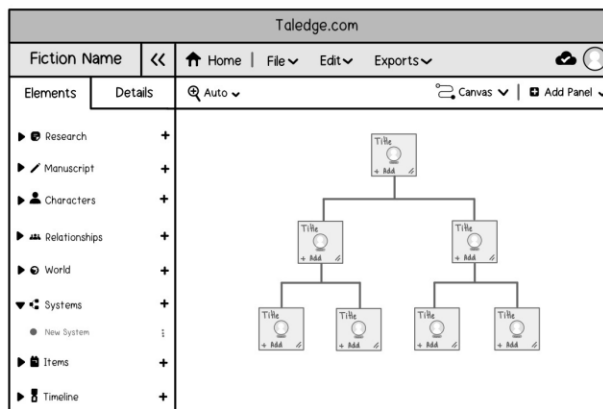 Taledge.com
Fiction Name
Home | File Edit Exports
Elements Details
Auto
Canvas | Add Panel
Research +
Manuscript +
Characters +
Relationships +
World +
Systems +
New System
Items +
Timeline +
Title
+ Add
Title
+ Add
Title
+ Add
Title
+ Add
Title
+ Add
Title
+ Add
Title
+ Add